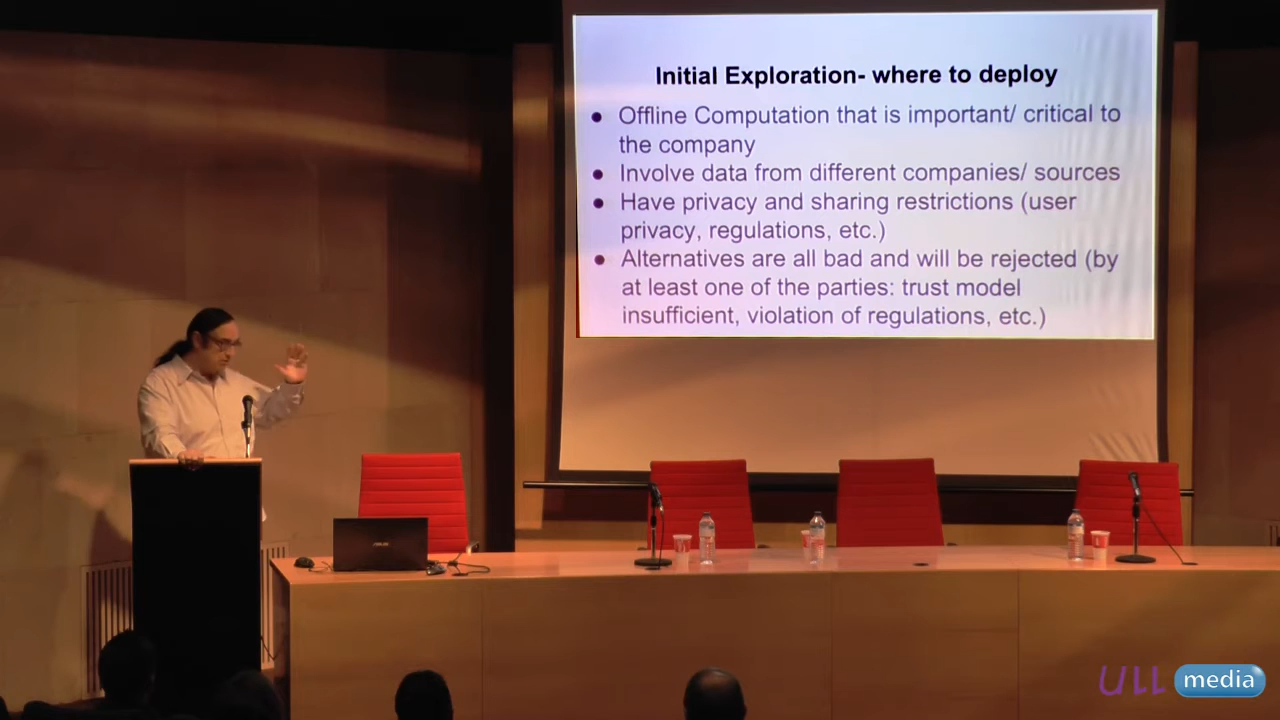 Initial Exploration- where to deploy
● Offline Computation that is important/ critical to
the company
● Involve data from different companies/ sources
● Have privacy and sharing restrictions (user
privacy, regulations, etc.)
● Alternatives are all bad and will be rejected (by
at least one of the parties: trust model
insufficient, violation of regulations, etc.)
ASUS
ULL media